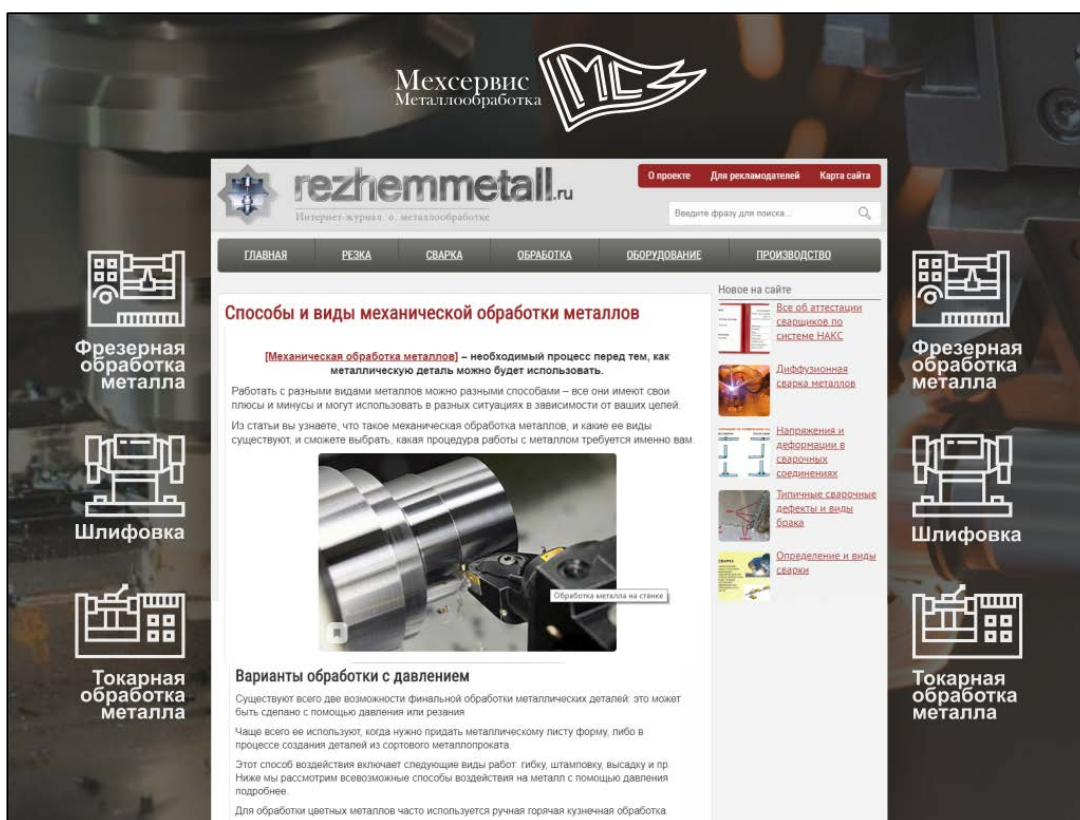 Мехсервис
Металлообработка
МС
rezhemmetall.ru
Интернет-журнал о металлообработке
О проекте Для рекламодателей Карта сайта
Введите фразу для поиска...
ГЛАВНАЯ РЕЗКА СВАРКА ОБРАБОТКА ОБОРУДОВАНИЕ ПРОИЗВОДСТВО
Фрезерная
обработка
металла
Шлифовка
Токарная
обработка
металла
Способы и виды механической обработки металлов
[Механическая обработка металлов] – необходимый процесс перед тем, как
металлическую деталь можно будет использовать.
Работать с разными видами металлов можно разными способами – все они имеют свои
плюсы и минусы и могут использовать в разных ситуациях в зависимости от ваших целей.
Из статьи вы узнаете, что такое механическая обработка металлов, и какие ее виды
существуют, и сможете выбрать, какая процедура работы с металлом требуется именно вам.
Обработка металла на станке
Варианты обработки с давлением
Существуют всего две возможности финальной обработки металлических деталей: это может
быть сделано с помощью давления или резания
Чаще всего ее используют, когда нужно придать металлическому листу форму, либо в
процессе создания деталей из сортового металлопроката.
Этот способ воздействия включает следующие виды работ: гибку, штамповку, высадку и пр.
Ниже мы рассмотрим всевозможные способы воздействия на металл с помощью давления
подробнее.
Для обработки цветных металлов часто используется ручная горячая кузнечная обработка.
Новое на сайте
Все об аттестации
сварщиков по
системе НАКС
Диффузионная
сварка металлов
Напряжения и
деформации в
сварочных
соединениях
Типичные сварочные
дефекты и виды
брака
СВАРКА
Определение и виды
сварки
Фрезерная
обработка
металла
Шлифовка
Токарная
обработка
металла